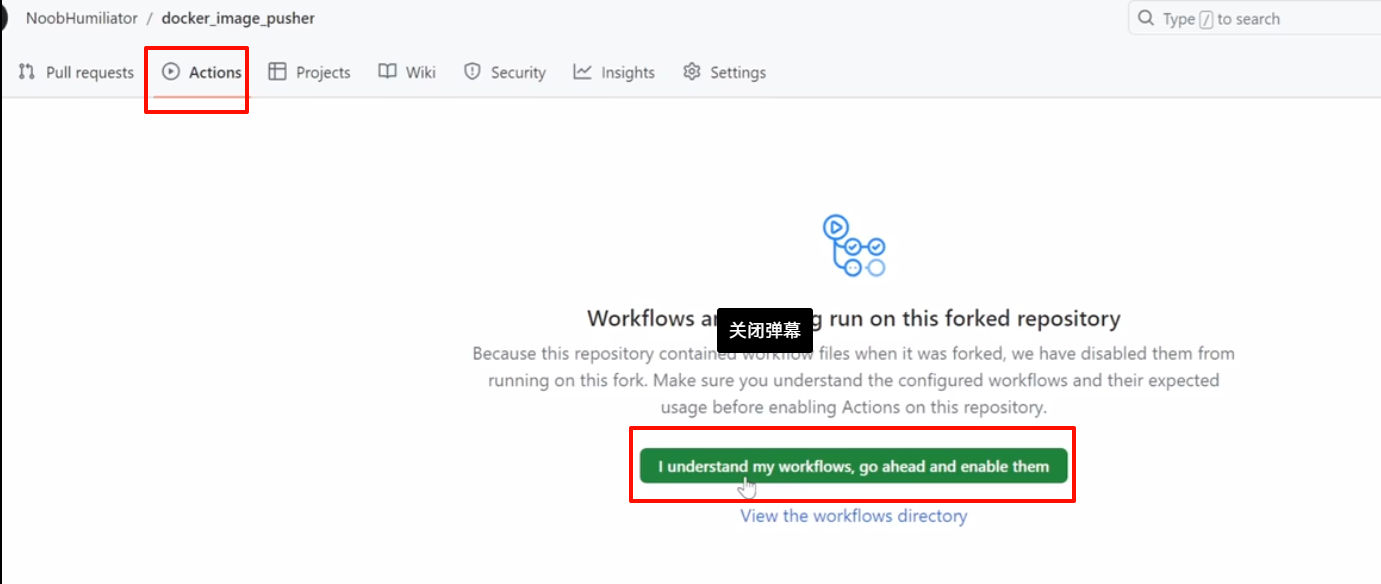 NoobHumiliator / docker_image_pusher
Type / to search
Pull requests Actions Projects Wiki Security Insights Settings
Workflows a g run on this forked repository
关闭弹幕
Because this repository contained workflow files when it was forked, we have disabled them from
running on this fork. Make sure you understand the configured workflows and their expected
usage before enabling Actions on this repository.
I understand my workflows, go ahead and enable them
View the workflows directory